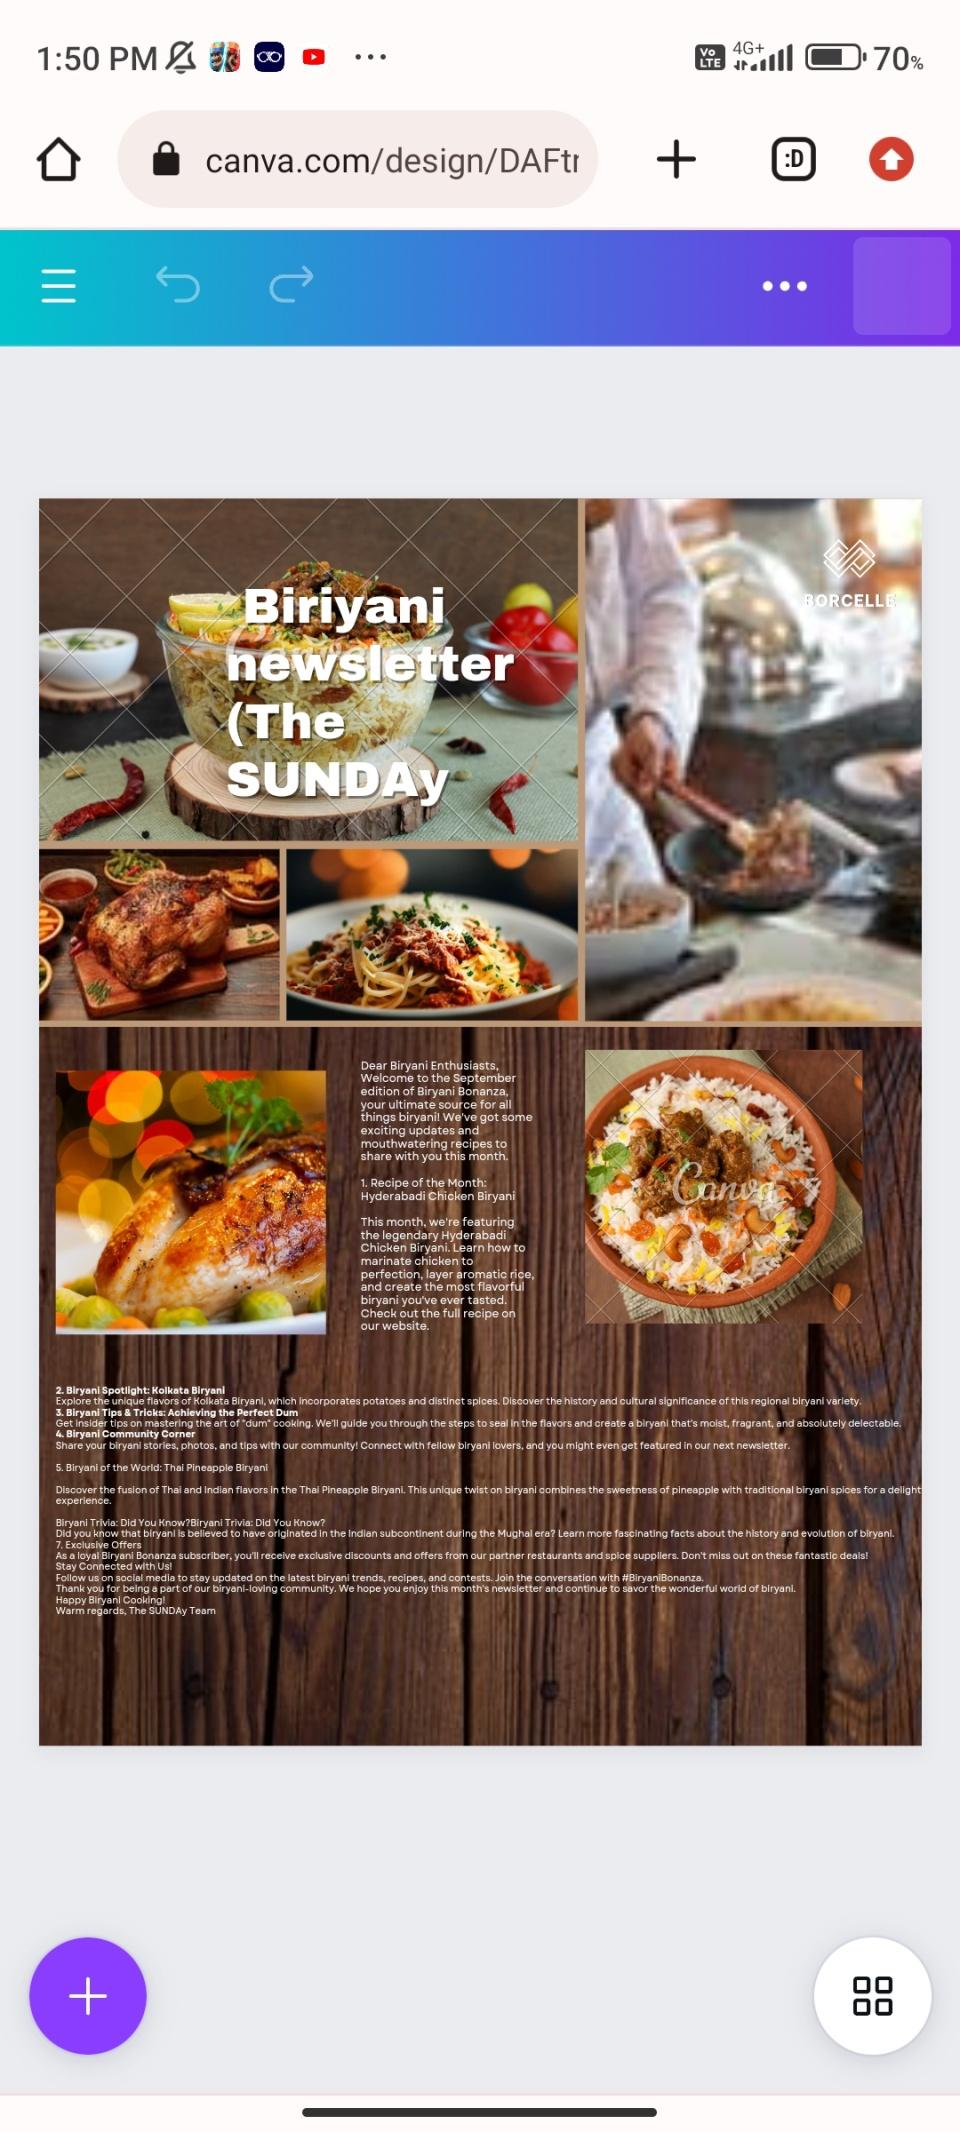 1:50 PM
Vo LTE 4G+ 70%
canva.com/design/DAFtr
:D
BORCELLE
Biriyani
newsletter
(The
SUNDAy
Dear Biryani Enthusiasts,
Welcome to the September
edition of Biryani Bonanza,
your ultimate source for all
things biryani! We've got some
exciting updates and
mouthwatering recipes to
share with you this month.
1. Recipe of the Month:
Hyderabadi Chicken Biryani
This month, we're featuring
the legendary Hyderabadi
Chicken Biryani. Learn how to
marinate chicken to
perfection, layer aromatic rice,
and create the most flavorful
biryani you've ever tasted.
Check out the full recipe on
our website.
Canva
2. Biryani Spotlight: Kolkata Biryani
Explore the unique flavors of Kolkata Biryani, which incorporates potatoes and distinct spices. Discover the history and cultural significance of this regional biryani variety.
3. Biryani Tips & Tricks: Achieving the Perfect Dum
Get insider tips on mastering the art of "dum" cooking. We'll guide you through the steps to seal in the flavors and create a biryani that's moist, fragrant, and absolutely delectable.
4. Biryani Community Corner
Share your biryani stories, photos, and tips with our community! Connect with fellow biryani lovers, and you might even get featured in our next newsletter.
5. Biryani of the World: Thai Pineapple Biryani
Discover the fusion of Thai and Indian flavors in the Thai Pineapple Biryani. This unique twist on biryani combines the sweetness of pineapple with traditional biryani spices for a delight
experience.
Biryani Trivia: Did You Know?Biryani Trivia: Did You Know?
Did you know that biryani is believed to have originated in the Indian subcontinent during the Mughal era? Learn more fascinating facts about the history and evolution of biryani.
7. Exclusive Offers
As a loyal Biryani Bonanza subscriber, you'll receive exclusive discounts and offers from our partner restaurants and spice suppliers. Don't miss out on these fantastic deals!
Stay Connected with Us!
Follow us on social media to stay updated on the latest biryani trends, recipes, and contests. Join the conversation with #BiryaniBonanza.
Thank you for being a part of our biryani-loving community. We hope you enjoy this month's newsletter and continue to savor the wonderful world of biryani.
Happy Biryani Cooking!
Warm regards, The SUNDAy Team